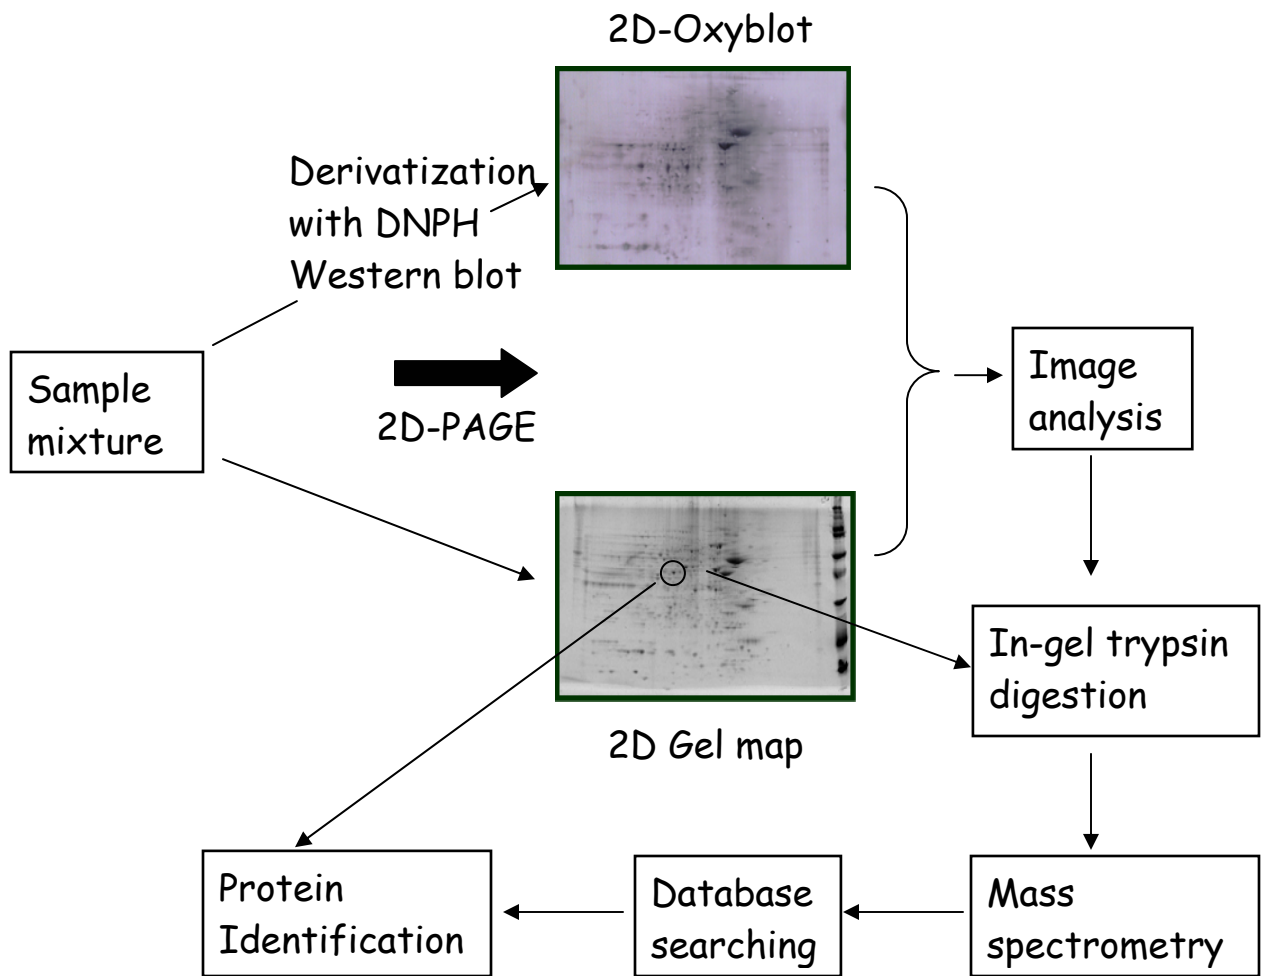 2D-Oxyblot
Derivatization
with DNPH
Western blot
Sample
mixture
2D-PAGE
Image
analysis
In-gel trypsin
digestion
2D Gel map
Protein
Identification
Database
searching
Mass
spectrometry